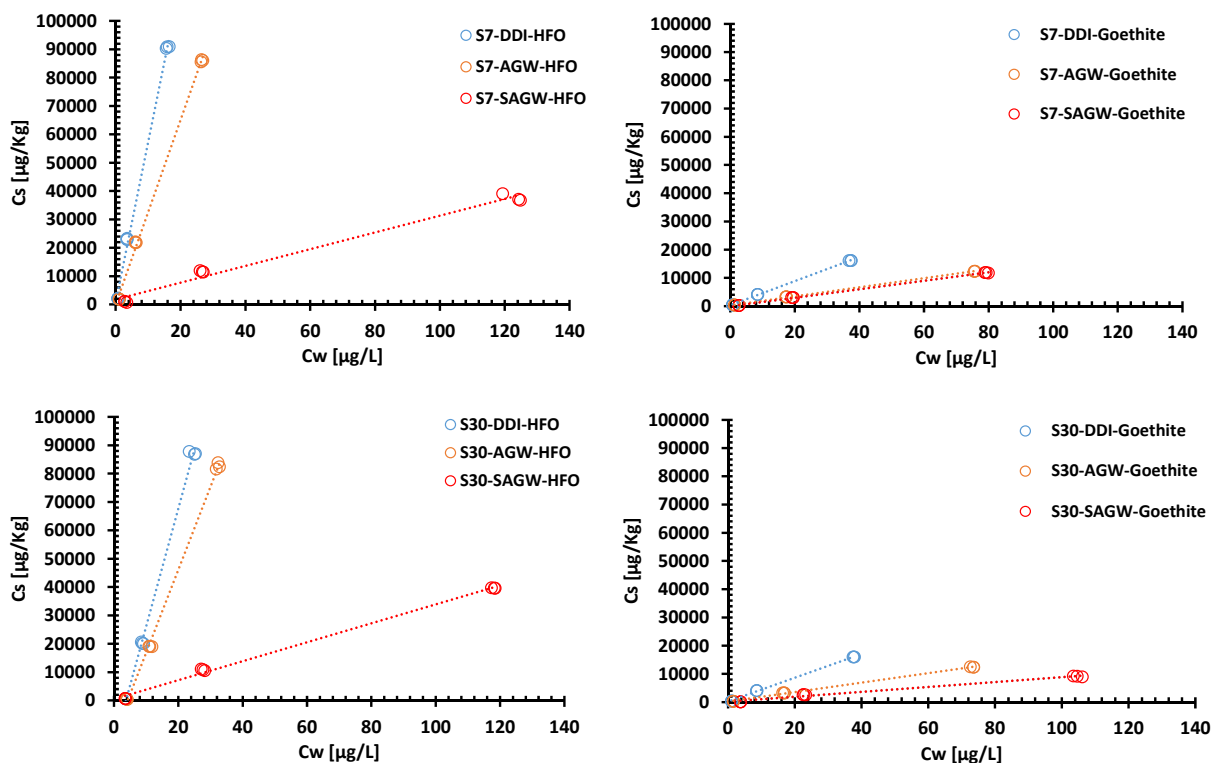 100000
90000
80000
70000
60000
50000
40000
30000
20000
10000
0
Cs [µg/Kg]
0 20 40 60 80 100 120 140
Cw [µg/L]
S7-DDI-HFO
S7-AGW-HFO
S7-SAGW-HFO
100000
90000
80000
70000
60000
50000
40000
30000
20000
10000
0
Cs [µg/Kg]
0 20 40 60 80 100 120 140
Cw [µg/L]
S7-DDI-Goethite
S7-AGW-Goethite
S7-SAGW-Goethite
100000
90000
80000
70000
60000
50000
40000
30000
20000
10000
0
Cs [µg/Kg]
0 20 40 60 80 100 120 140
Cw [µg/L]
S30-DDI-HFO
S30-AGW-HFO
S30-SAGW-HFO
100000
90000
80000
70000
60000
50000
40000
30000
20000
10000
0
Cs [µg/Kg]
0 20 40 60 80 100 120 140
Cw [µg/L]
S30-DDI-Goethite
S30-AGW-Goethite
S30-SAGW-Goethite